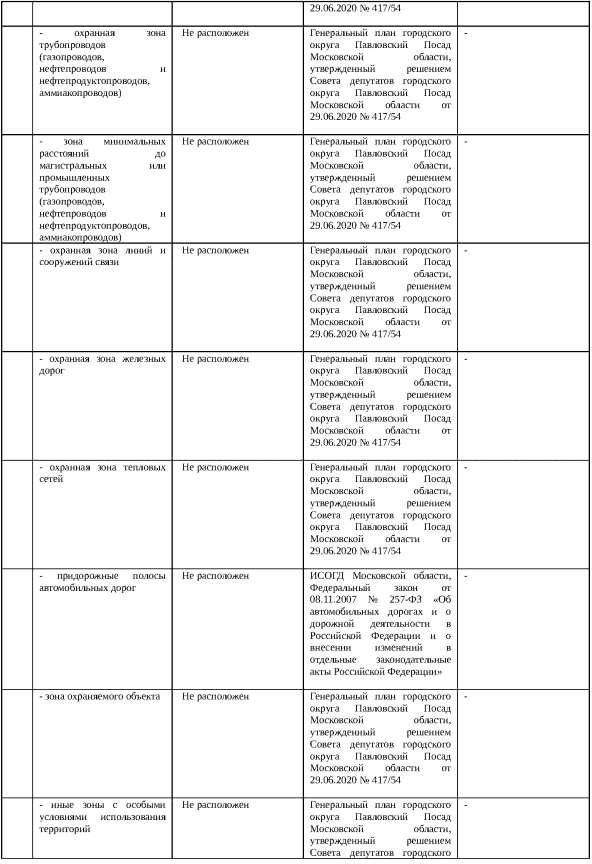 29.06.2020 № 417/54
- охранная зона
трубопроводов
(газопроводов,
нефтепроводов и
нефтепродуктопроводов,
аммиакопроводов)
Не расположен
Генеральный план городского
округа Павловский Посад
Московской области,
утвержденный решением
Совета депутатов городского
округа Павловский Посад
Московской области от
29.06.2020 № 417/54
-
- зона минимальных
расстояний до
магистральных или
промышленных
трубопроводов
(газопроводов,
нефтепроводов и
нефтепродуктопроводов,
аммиакопроводов)
Не расположен
Генеральный план городского
округа Павловский Посад
Московской области,
утвержденный решением
Совета депутатов городского
округа Павловский Посад
Московской области от
29.06.2020 № 417/54
-
- охранная зона линий и
сооружений связи
Не расположен
Генеральный план городского
округа Павловский Посад
Московской области,
утвержденный решением
Совета депутатов городского
округа Павловский Посад
Московской области от
29.06.2020 № 417/54
-
- охранная зона железных
дорог
Не расположен
Генеральный план городского
округа Павловский Посад
Московской области,
утвержденный решением
Совета депутатов городского
округа Павловский Посад
Московской области от
29.06.2020 № 417/54
-
- охранная зона тепловых
сетей
Не расположен
Генеральный план городского
округа Павловский Посад
Московской области,
утвержденный решением
Совета депутатов городского
округа Павловский Посад
Московской области от
29.06.2020 № 417/54
-
- придорожные полосы
автомобильных дорог
Не расположен
ИСОГД Московской области,
Федеральный закон от
08.11.2007 № 257-ФЗ «Об
автомобильных дорогах и о
дорожной деятельности в
Российской Федерации и о
внесении изменений в
отдельные законодательные
акты Российской Федерации»
-
- зона охраняемого объекта
Не расположен
Генеральный план городского
округа Павловский Посад
Московской области,
утвержденный решением
Совета депутатов городского
округа Павловский Посад
Московской области от
29.06.2020 № 417/54
-
- иные зоны с особыми
условиями использования
территорий
Не расположен
Генеральный план городского
округа Павловский Посад
Московской области,
утвержденный решением
Совета депутатов городского
-